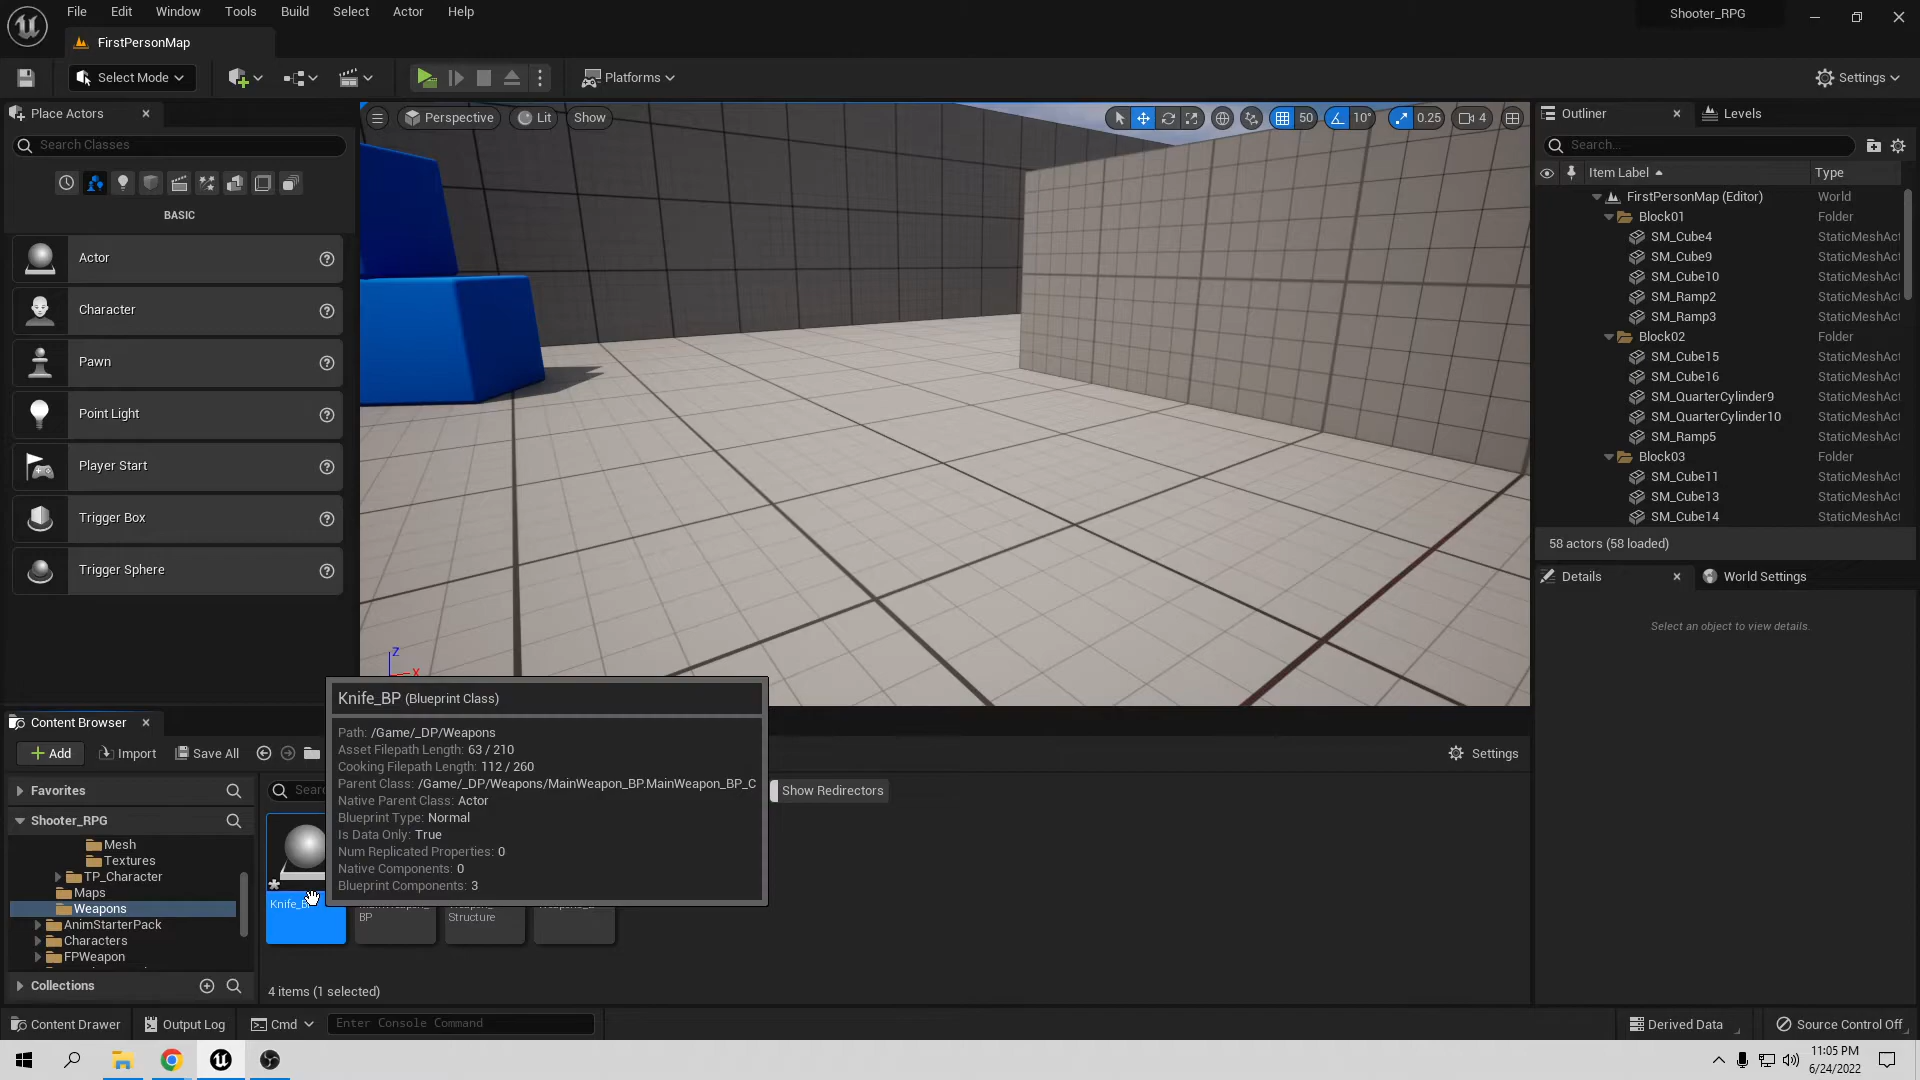 File Edit Window Tools Build Select Actor Help
Shooter_RPG
FirstPersonMap
Select Mode
Platforms
Settings
Place Actors
Search Classes
BASIC
Actor
Character
Pawn
Point Light
Player Start
Trigger Box
Trigger Sphere
Perspective
Lit
Show
50
10°
0.25
4
Z
X
Outliner
Levels
Search...
Item Label
Type
FirstPersonMap (Editor) World
Block01 Folder
SM_Cube4 StaticMeshAct
SM_Cube9 StaticMeshAct
SM_Cube10 StaticMeshAct
SM_Ramp2 StaticMeshAct
SM_Ramp3 StaticMeshAct
Block02 Folder
SM_Cube15 StaticMeshAct
SM_Cube16 StaticMeshAct
SM_QuarterCylinder9 StaticMeshAct
SM_QuarterCylinder10 StaticMeshAct
SM_Ramp5 StaticMeshAct
Block03 Folder
SM_Cube11 StaticMeshAct
SM_Cube13 StaticMeshAct
SM_Cube14 StaticMeshAct
58 actors (58 loaded)
Details
World Settings
Select an object to view details.
Content Browser
Add
Import
Save All
Settings
Favorites
Shooter_RPG
Mesh
Textures
TP_Character
Maps
Weapons
AnimStarterPack
Characters
FPWeapon
Collections
Show Redirectors
Knife_BP (Blueprint Class)
Path: /Game/_DP/Weapons
Asset Filepath Length: 63 / 210
Cooking Filepath Length: 112 / 260
Parent Class: /Game/_DP/Weapons/MainWeapon_BP.MainWeapon_BP_C
Native Parent Class: Actor
Blueprint Type: Normal
Is Data Only: True
Num Replicated Properties: 0
Native Components: 0
Blueprint Components: 3
BP
Structure
4 items (1 selected)
Content Drawer
Output Log
Cmd
Enter Console Command
Derived Data
Source Control Off
11:05 PM
6/24/2022